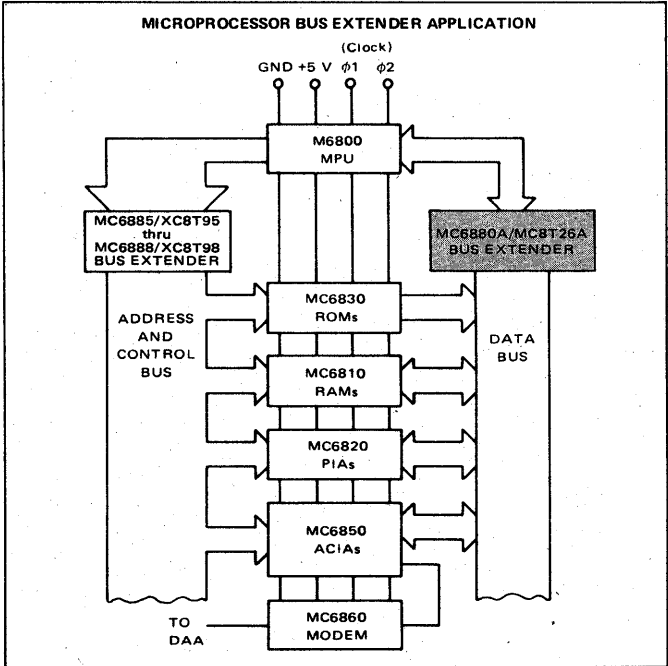 MICROPROCESSOR BUS EXTENDER APPLICATION
(Clock)
GND +5 V ϕ1 ϕ2
M6800
MPU
MC6885/XC8T95
thru
MC6888/XC8T98
BUS EXTENDER
MC6880A/MC8T26A
BUS EXTENDER
ADDRESS
AND
CONTROL
BUS
MC6830
ROMs
DATA
BUS
MC6810
RAMs
MC6820
PIAs
MC6850
ACIAs
TO
DAA
MC6860
MODEM